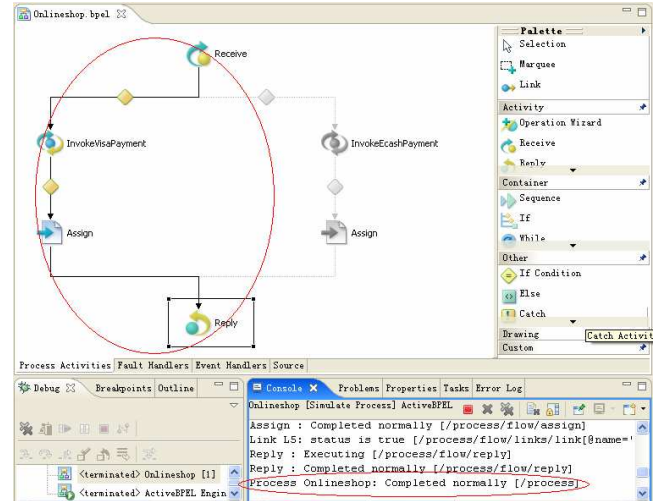 Onlineshop.bpel
Receive
InvokeVisaPayment
InvokeEcashPayment
Assign
Assign
Reply
Process Activities Fault Handlers Event Handlers Source
Palette
Selection
Marquee
Link
Activity
Operation Wizard
Receive
Reply
Container
Sequence
If
While
Other
If Condition
Else
Catch
Drawing
Catch Activit
Custom
Debug Breakpoints Outline
<terminated> Onlineshop [1]
<terminated> ActiveBPEL Engin
Console Problems Properties Tasks Error Log
Onlineshop [Simulate Process] ActiveBPEL
Assign : Completed normally [/process/flow/assign]
Link L5: status is true [/process/flow/links/link[@name='
Reply : Executing [/process/flow/reply]
Reply : Completed normally [/process/flow/reply]
Process Onlineshop: Completed normally [/process]